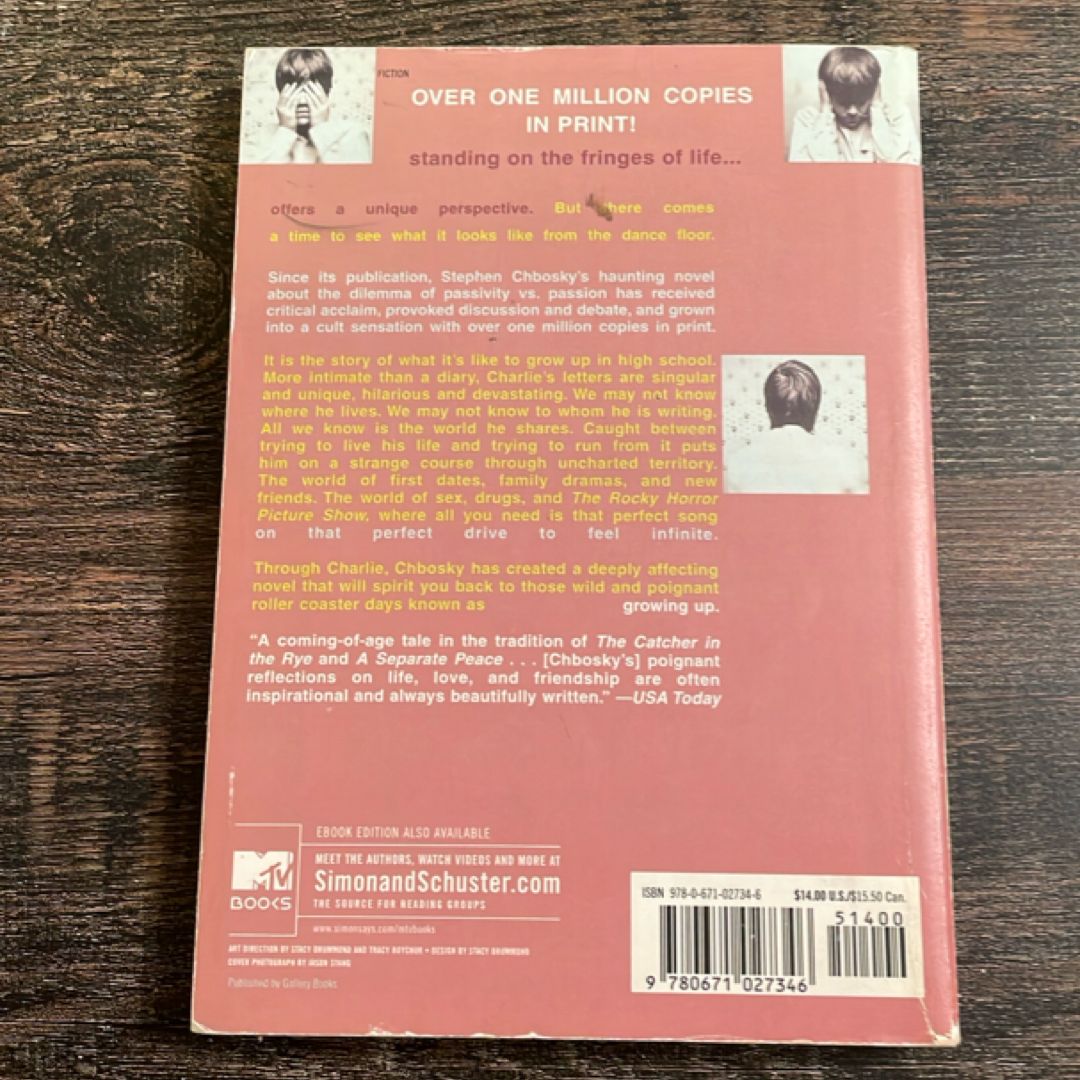 FICTION
OVER ONE MILLION COPIES
IN PRINT!
standing on the fringes of life...
offers a unique perspective. But there comes
a time to see what it looks like from the dance floor.
Since its publication, Stephen Chbosky's haunting novel
about the dilemma of passivity vs. passion has received
critical acclaim, provoked discussion and debate, and grown
into a cult sensation with over one million copies in print.
It is the story of what it's like to grow up in high school.
More intimate than a diary, Charlie's letters are singular
and unique, hilarious and devastating. We may not know
where he lives. We may not know to whom he is writing.
All we know is the world he shares. Caught between
trying to live his life and trying to run from it puts
him on a strange course through uncharted territory.
The world of first dates, family dramas, and new
friends. The world of sex, drugs, and The Rocky Horror
Picture Show, where all you need is that perfect song
on that perfect drive to feel infinite.
Through Charlie, Chbosky has created a deeply affecting
novel that will spirit you back to those wild and poignant
roller coaster days known as growing up.
"A coming-of-age tale in the tradition of The Catcher in
the Rye and A Separate Peace . . . [Chbosky's] poignant
reflections on life, love, and friendship are often
inspirational and always beautifully written." —USA Today
EBOOK EDITION ALSO AVAILABLE
MEET THE AUTHORS, WATCH VIDEOS AND MORE AT
SimonandSchuster.com
THE SOURCE FOR READING GROUPS
www.simonsays.com/mtvbooks
MTV
BOOKS
ART DIRECTION BY STACY DRUMMOND AND TRACY BOYCHUK • DESIGN BY STACY DRUMMOND
COVER PHOTOGRAPH BY JASON STANG
Published by Gallery Books
ISBN 978-0-671-02734-6 $14.00 U.S./$15.50 Can.
51400
9 780671 027346